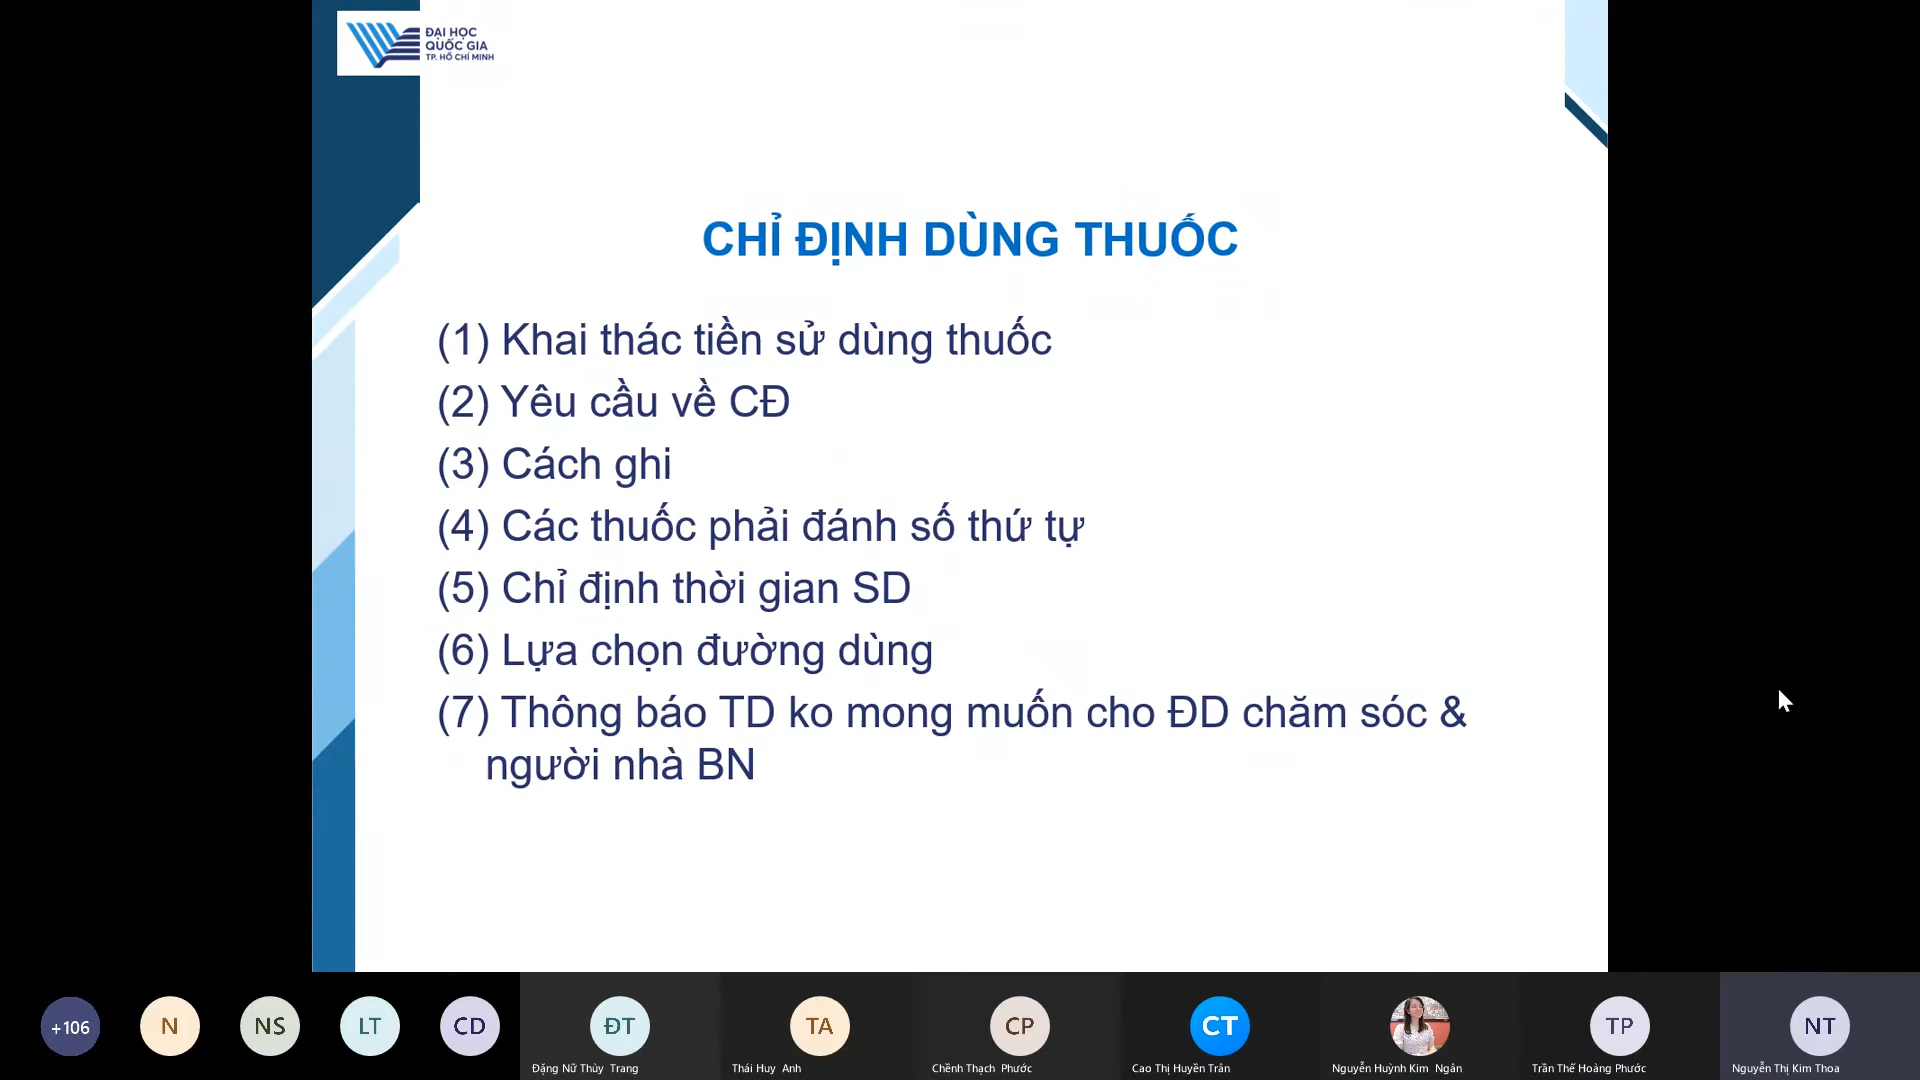 ĐẠI HỌC
QUỐC GIA
TP. HỒ CHÍ MINH
CHỈ ĐỊNH DÙNG THUỐC
(1) Khai thác tiền sử dùng thuốc
(2) Yêu cầu về CĐ
(3) Cách ghi
(4) Các thuốc phải đánh số thứ tự
(5) Chỉ định thời gian SD
(6) Lựa chọn đường dùng
(7) Thông báo TD ko mong muốn cho ĐD chăm sóc &
người nhà BN
+106 N NS LT CD ĐT TA CP CT TP NT
Đặng Nữ Thùy Trang Thái Huy Anh Chềnh Thạch Phước Cao Thị Huyền Trân Nguyễn Huỳnh Kim Ngân Trần Thế Hoàng Phước Nguyễn Thị Kim Thoa